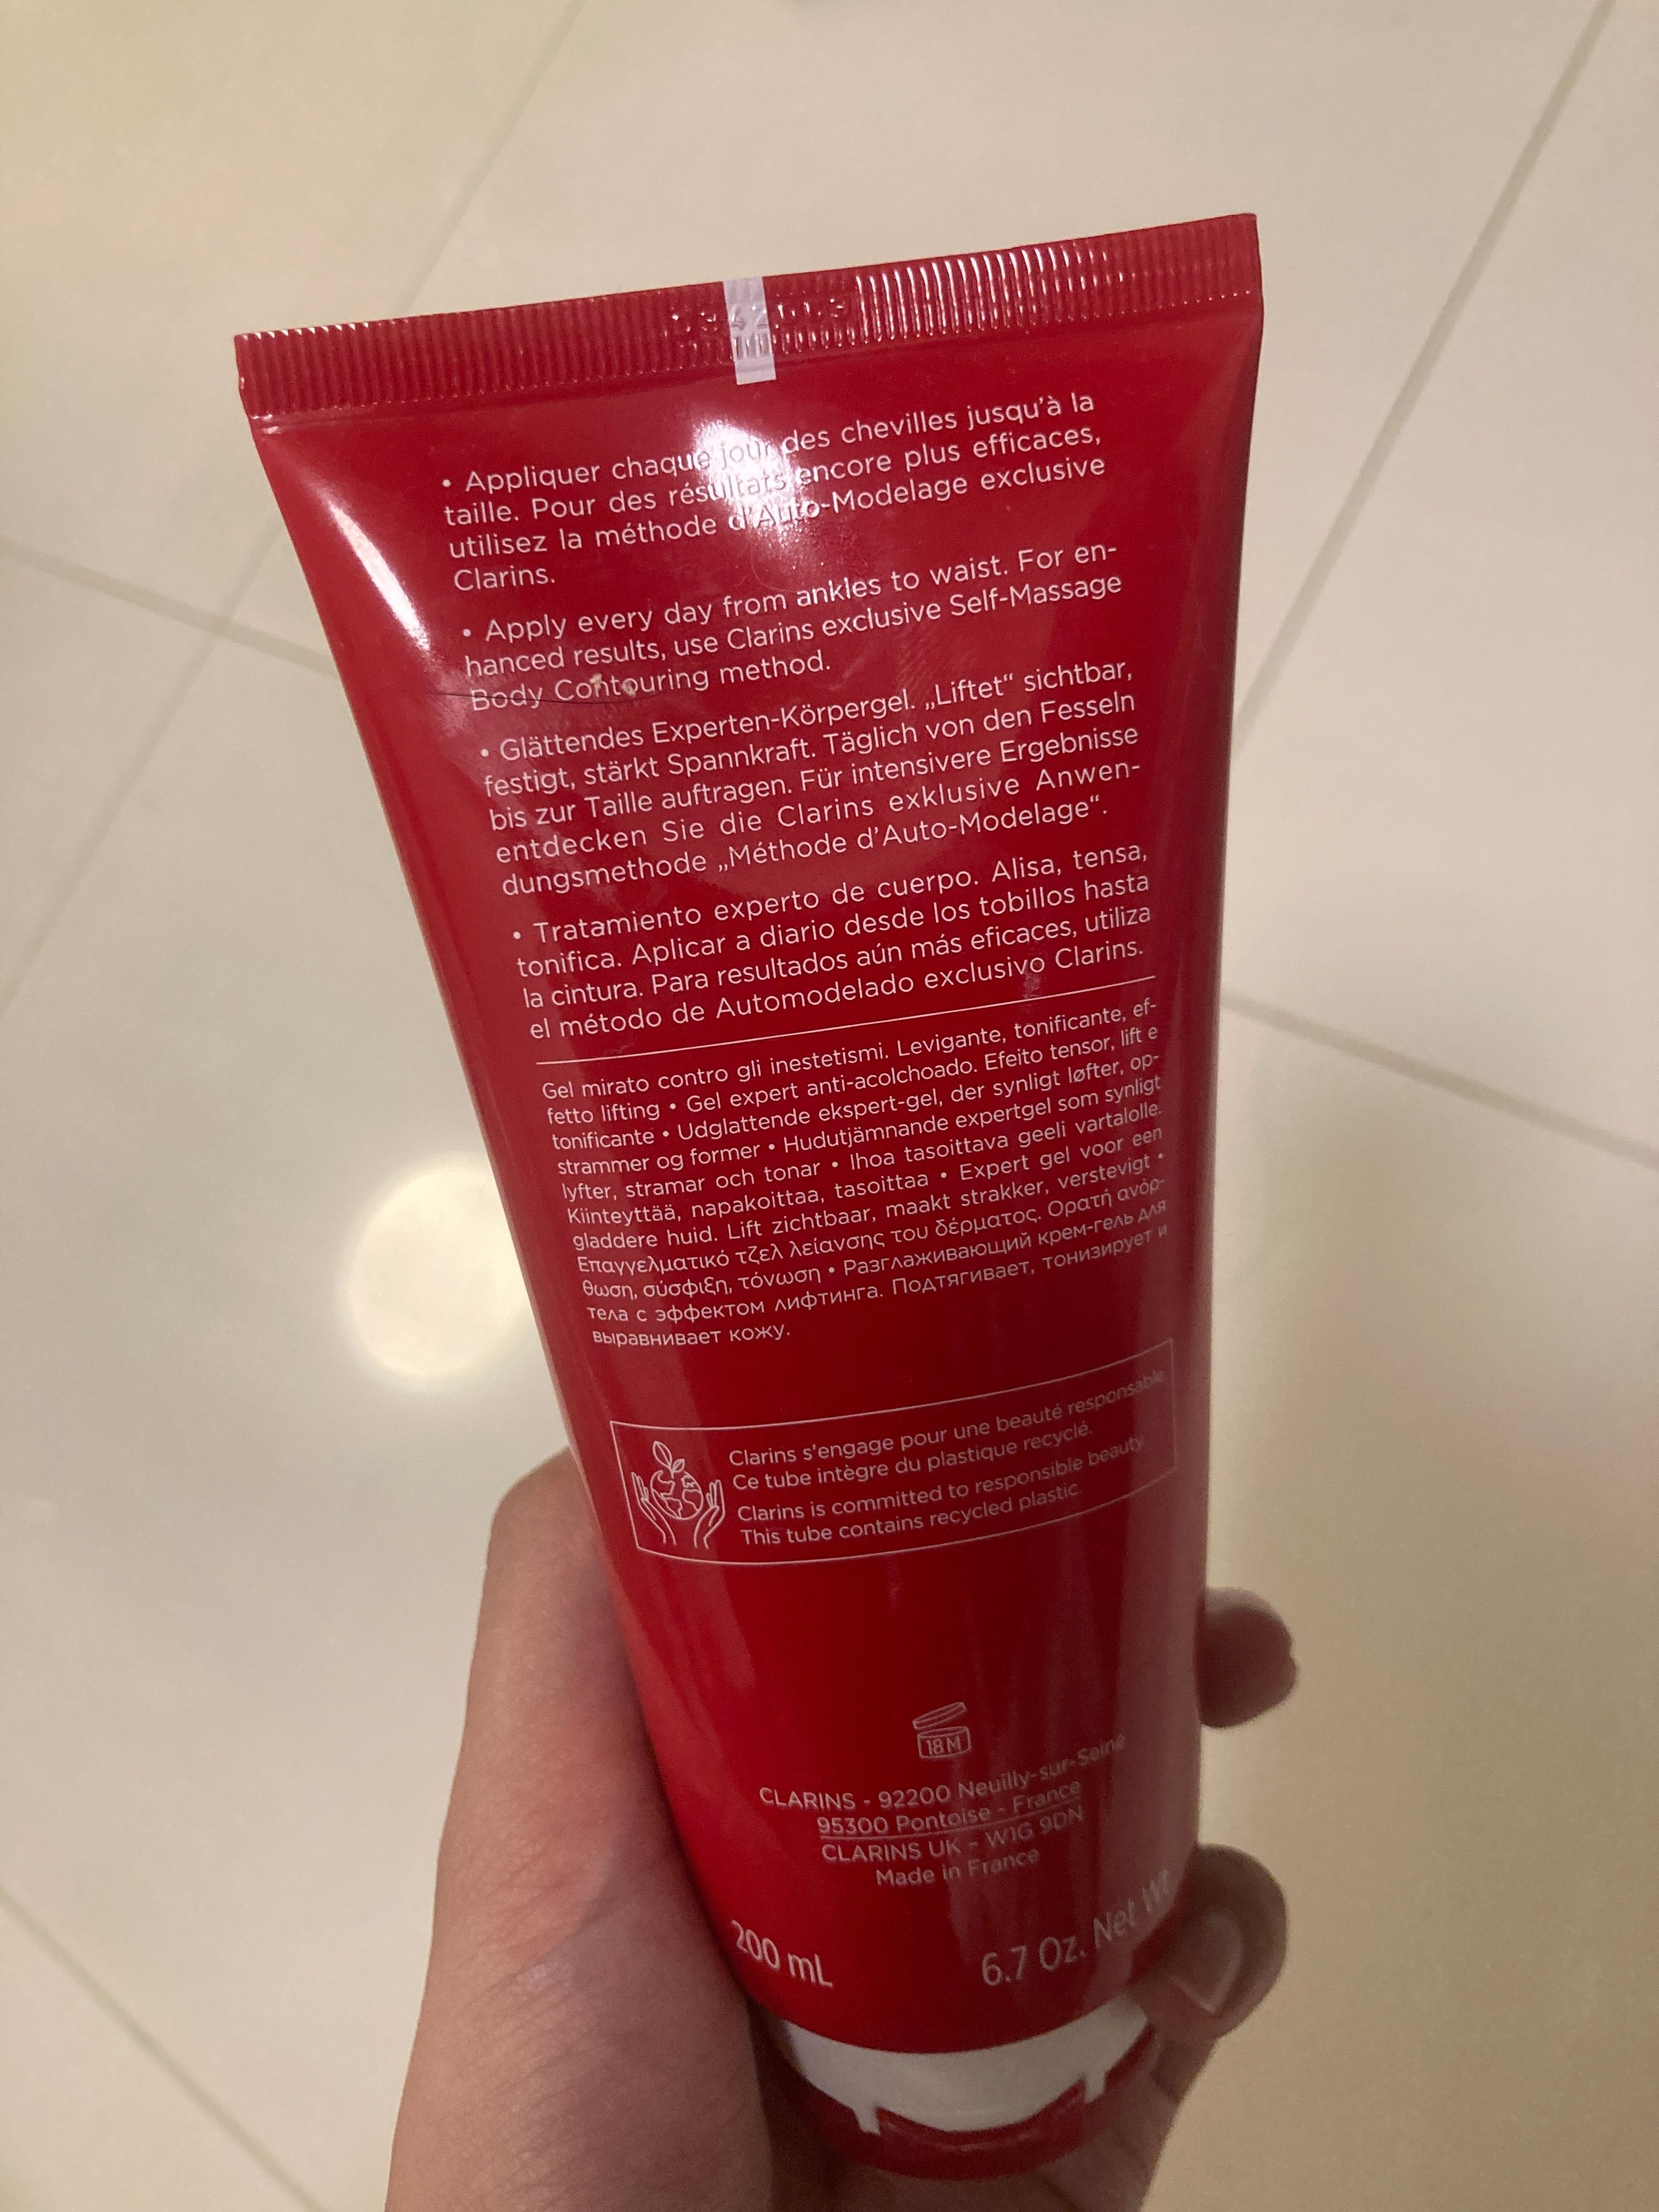 • Appliquer chaque jour des chevilles jusqu'à la
taille. Pour des résultats encore plus efficaces,
utilisez la méthode d'Auto-Modelage exclusive
Clarins.
• Apply every day from ankles to waist. For en-
hanced results, use Clarins exclusive Self-Massage
Body Contouring method.
• Glättendes Experten-Körpergel. „Liftet“ sichtbar,
festigt, stärkt Spannkraft. Täglich von den Fesseln
bis zur Taille auftragen. Für intensivere Ergebnisse
entdecken Sie die Clarins exklusive Anwen-
dungsmethode „Méthode d'Auto-Modelage“.
• Tratamiento experto de cuerpo. Alisa, tensa,
tonifica. Aplicar a diario desde los tobillos hasta
la cintura. Para resultados aún más eficaces, utiliza
el método de Automodelado exclusivo Clarins.
Gel mirato contro gli inestetismi. Levigante, tonificante, ef-
fetto lifting • Gel expert anti-acolchoado. Efeito tensor, lift e
tonificante • Udglattende ekspert-gel, der synligt løfter, op-
strammer og former • Hudutjämnande expertgel som synligt
lyfter, stramar och tonar • Ihoa tasoittava geeli vartalolle.
Kiinteyttää, napakoittaa, tasoittaa • Expert gel voor een
gladdere huid. Lift zichtbaar, maakt strakker, verstevigt •
Επαγγελματικό τζελ λείανσης του δέρματος. Ορατή ανόρ-
θωση, σύσφιξη, τόνωση • Разглаживающий крем-гель для
тела с эффектом лифтинга. Подтягивает, тонизирует и
выравнивает кожу.
Clarins s'engage pour une beauté responsable.
Ce tube intègre du plastique recyclé.
Clarins is committed to responsible beauty.
This tube contains recycled plastic.
18 M
CLARINS - 92200 Neuilly-sur-Seine
95300 Pontoise - France
CLARINS UK - W1G 9DN
Made in France
200 mL 6.7 Oz. Net Wt